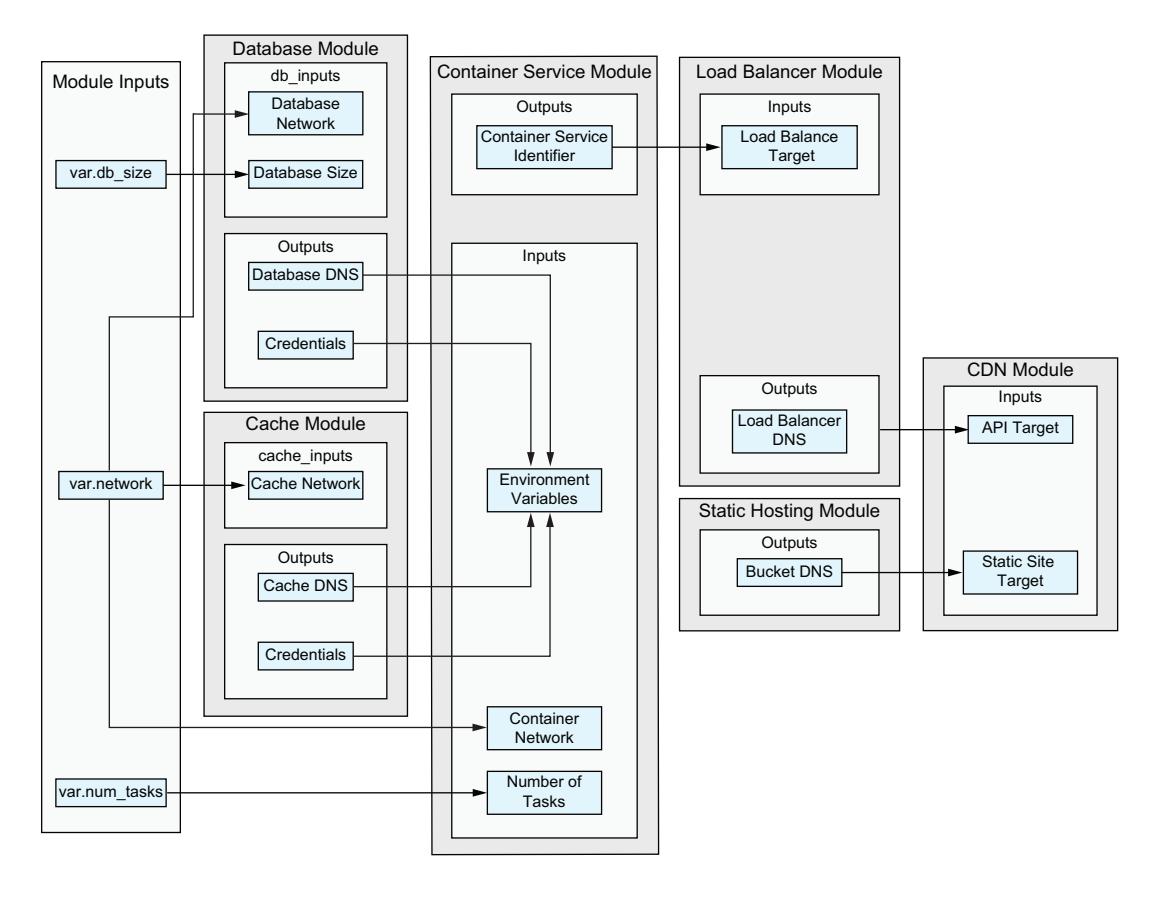 Module Inputs
var.db_size
var.network
var.num_tasks
Database Module
db_inputs
Database
Network
Database Size
Outputs
Database DNS
Credentials
Cache Module
cache_inputs
Cache Network
Outputs
Cache DNS
Credentials
Container Service Module
Outputs
Container Service
Identifier
Inputs
Environment
Variables
Container
Network
Number of
Tasks
Load Balancer Module
Inputs
Load Balance
Target
Outputs
Load Balancer
DNS
Static Hosting Module
Outputs
Bucket DNS
CDN Module
Inputs
API Target
Static Site
Target